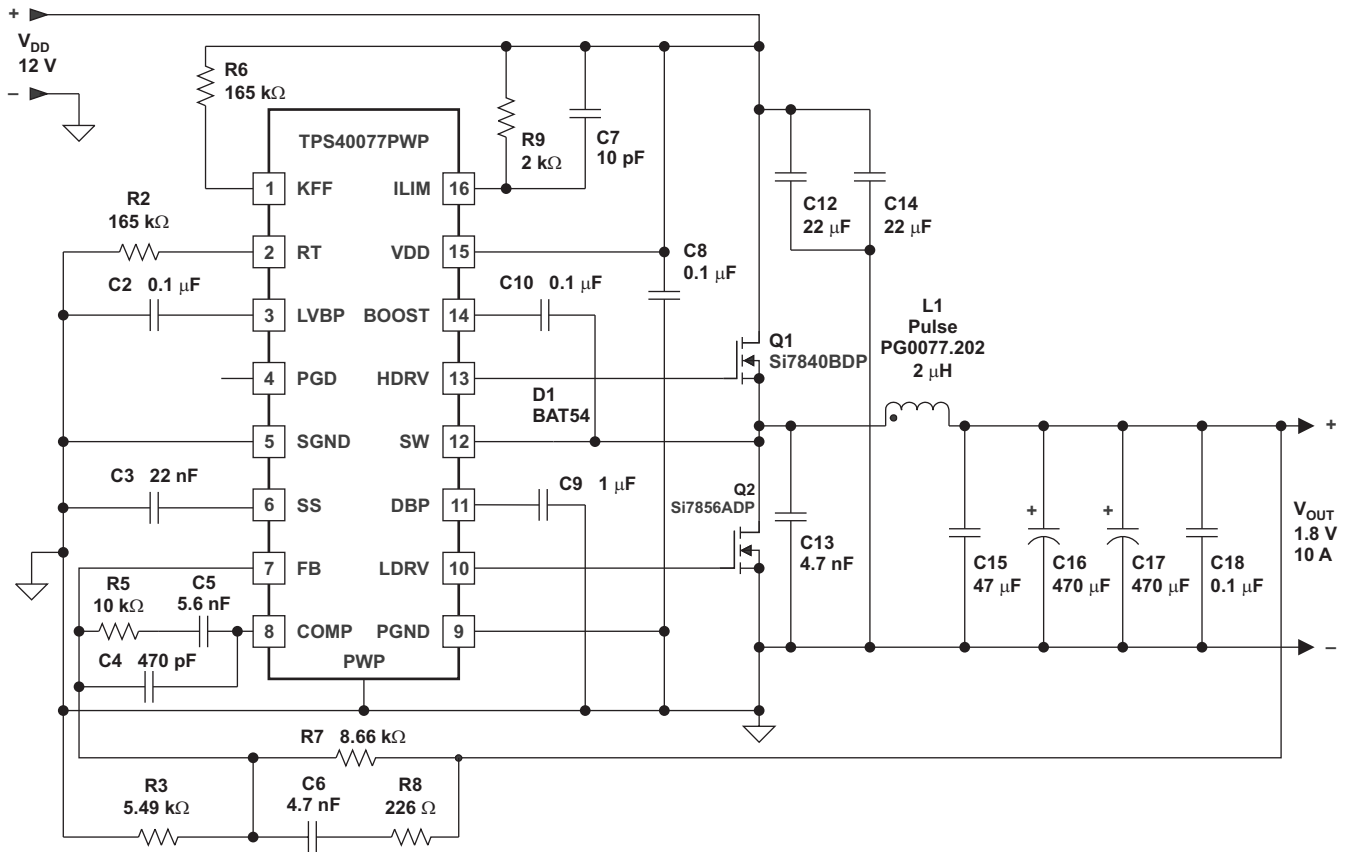 +
V_DD
12 V
–
R6
165 kΩ
TPS40077PWP
R9
2 kΩ
C7
10 pF
1 KFF
ILIM 16
R2
165 kΩ
2 RT
VDD 15
C12
22 μF
C14
22 μF
C8
0.1 μF
C2 0.1 μF
C10 0.1 μF
3 LVBP
BOOST 14
L1
Pulse
PG0077.202
2 μH
Q1
Si7840BDP
4 PGD
HDRV 13
D1
BAT54
5 SGND
SW 12
+
C3 22 nF
C9 1 μF
Q2
Si7856ADP
6 SS
DBP 11
V_OUT
1.8 V
10 A
C13
4.7 nF
+
+
C15
47 μF
C16
470 μF
C17
470 μF
C18
0.1 μF
7 FB
LDRV 10
R5
10 kΩ
C5
5.6 nF
8 COMP
PGND 9
–
C4 470 pF
PWP
R7 8.66 kΩ
R3
5.49 kΩ
C6
4.7 nF
R8
226 Ω